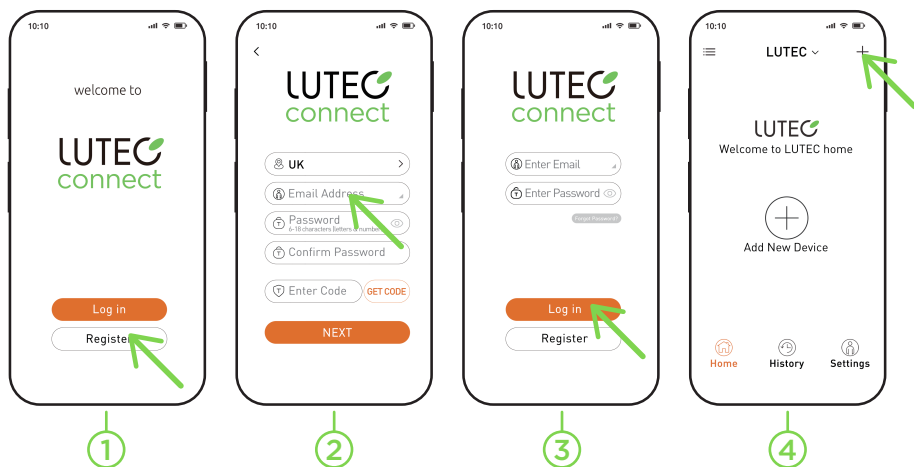 10:10
welcome to
LUTEC
connect
Log in
Register
1
10:10
LUTEC
connect
UK
Email Address
Password
6-18 characters (letters & numbers)
Confirm Password
Enter Code
GET CODE
NEXT
2
10:10
LUTEC
connect
Enter Email
Enter Password
Forgot Password?
Log in
Register
3
10:10
LUTEC
LUTEC
Welcome to LUTEC home
Add New Device
Home
History
Settings
4